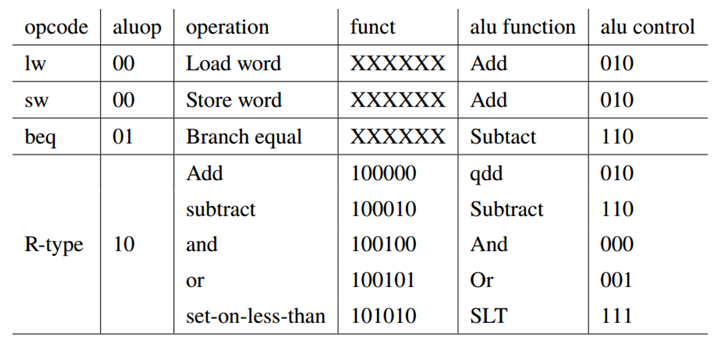 opcode aluop operation funct alu function alu control
lw 00 Load word XXXXXX Add 010
sw 00 Store word XXXXXX Add 010
beq 01 Branch equal XXXXXX Subtact 110
Add 100000 qdd 010
subtract 100010 Subtract 110
R-type 10 and 100100 And 000
or 100101 Or 001
set-on-less-than 101010 SLT 111